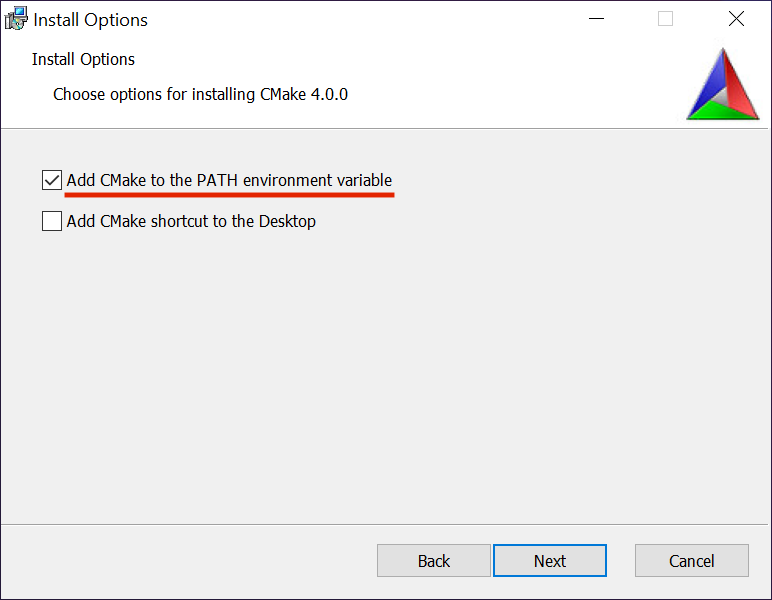 Install Options
Install Options
Choose options for installing CMake 4.0.0
Add CMake to the PATH environment variable
Add CMake shortcut to the Desktop
Back
Next
Cancel